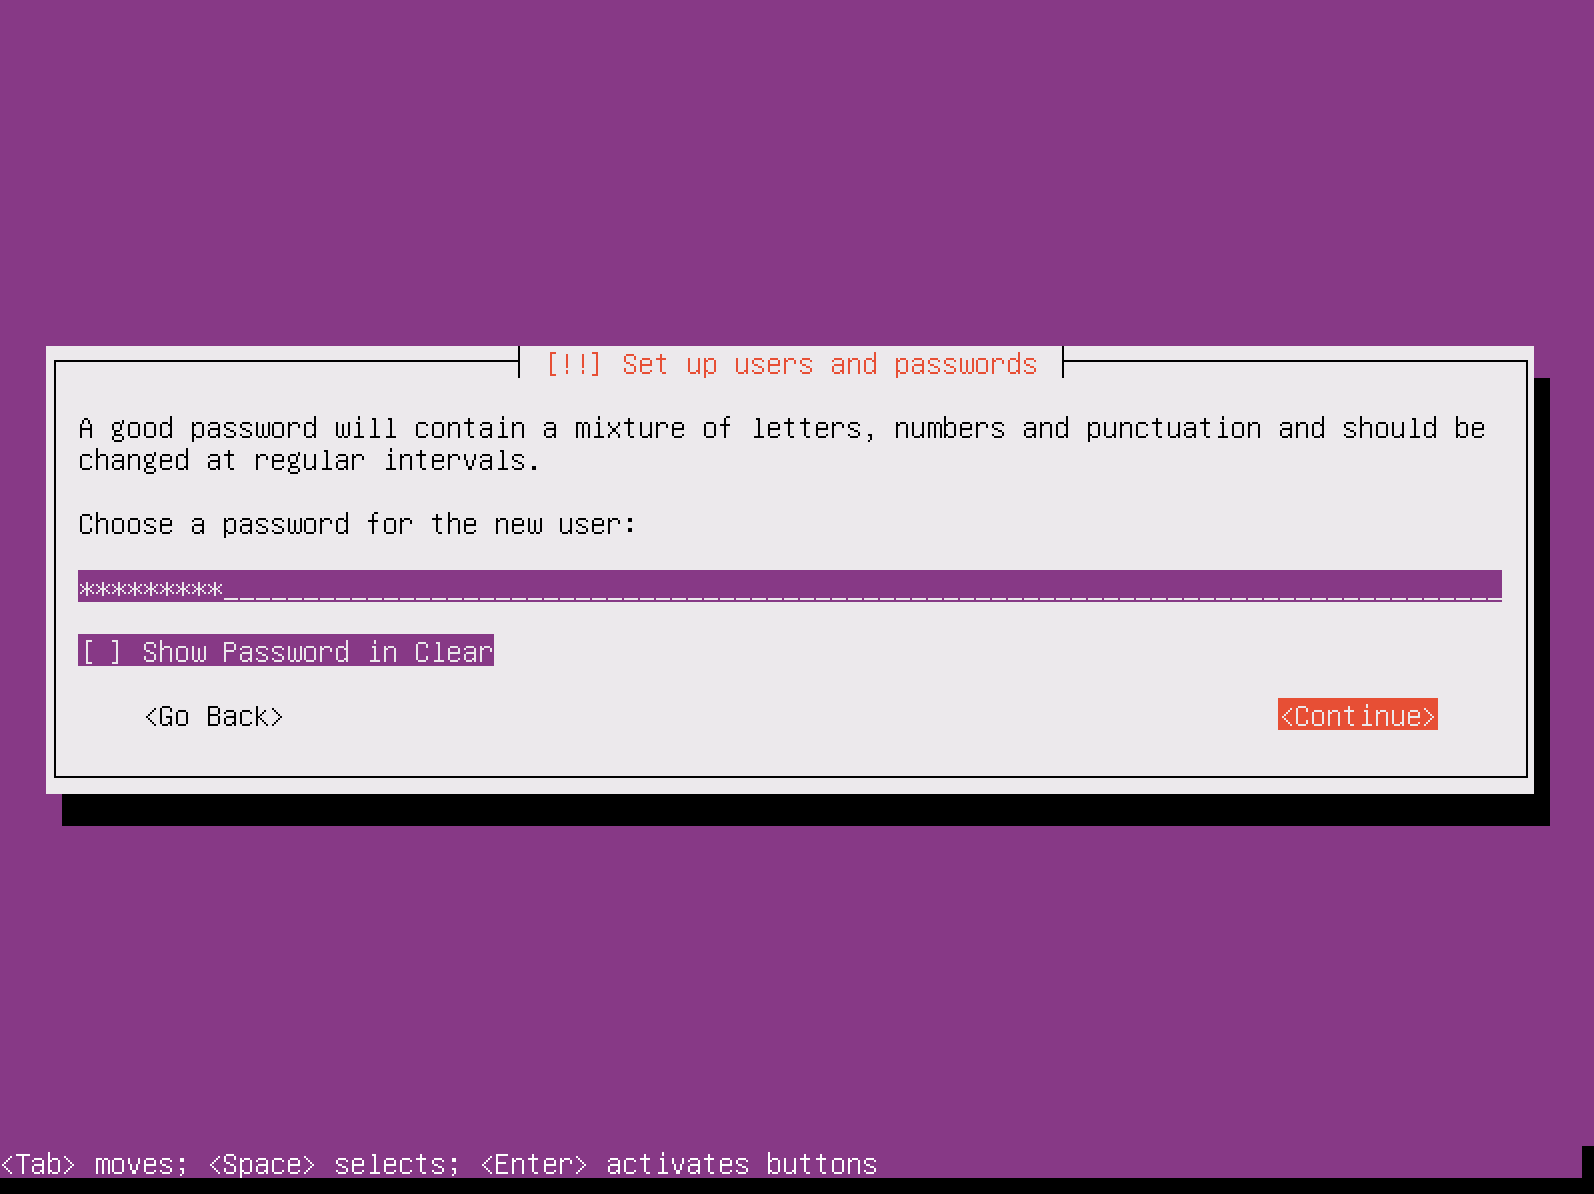 [!!] Set up users and passwords
A good password will contain a mixture of letters, numbers and punctuation and should be
changed at regular intervals.
Choose a password for the new user:
*********________________________________________________________________________
[ ] Show Password in Clear
<Go Back> <Continue>
<Tab> moves; <Space> selects; <Enter> activates buttons